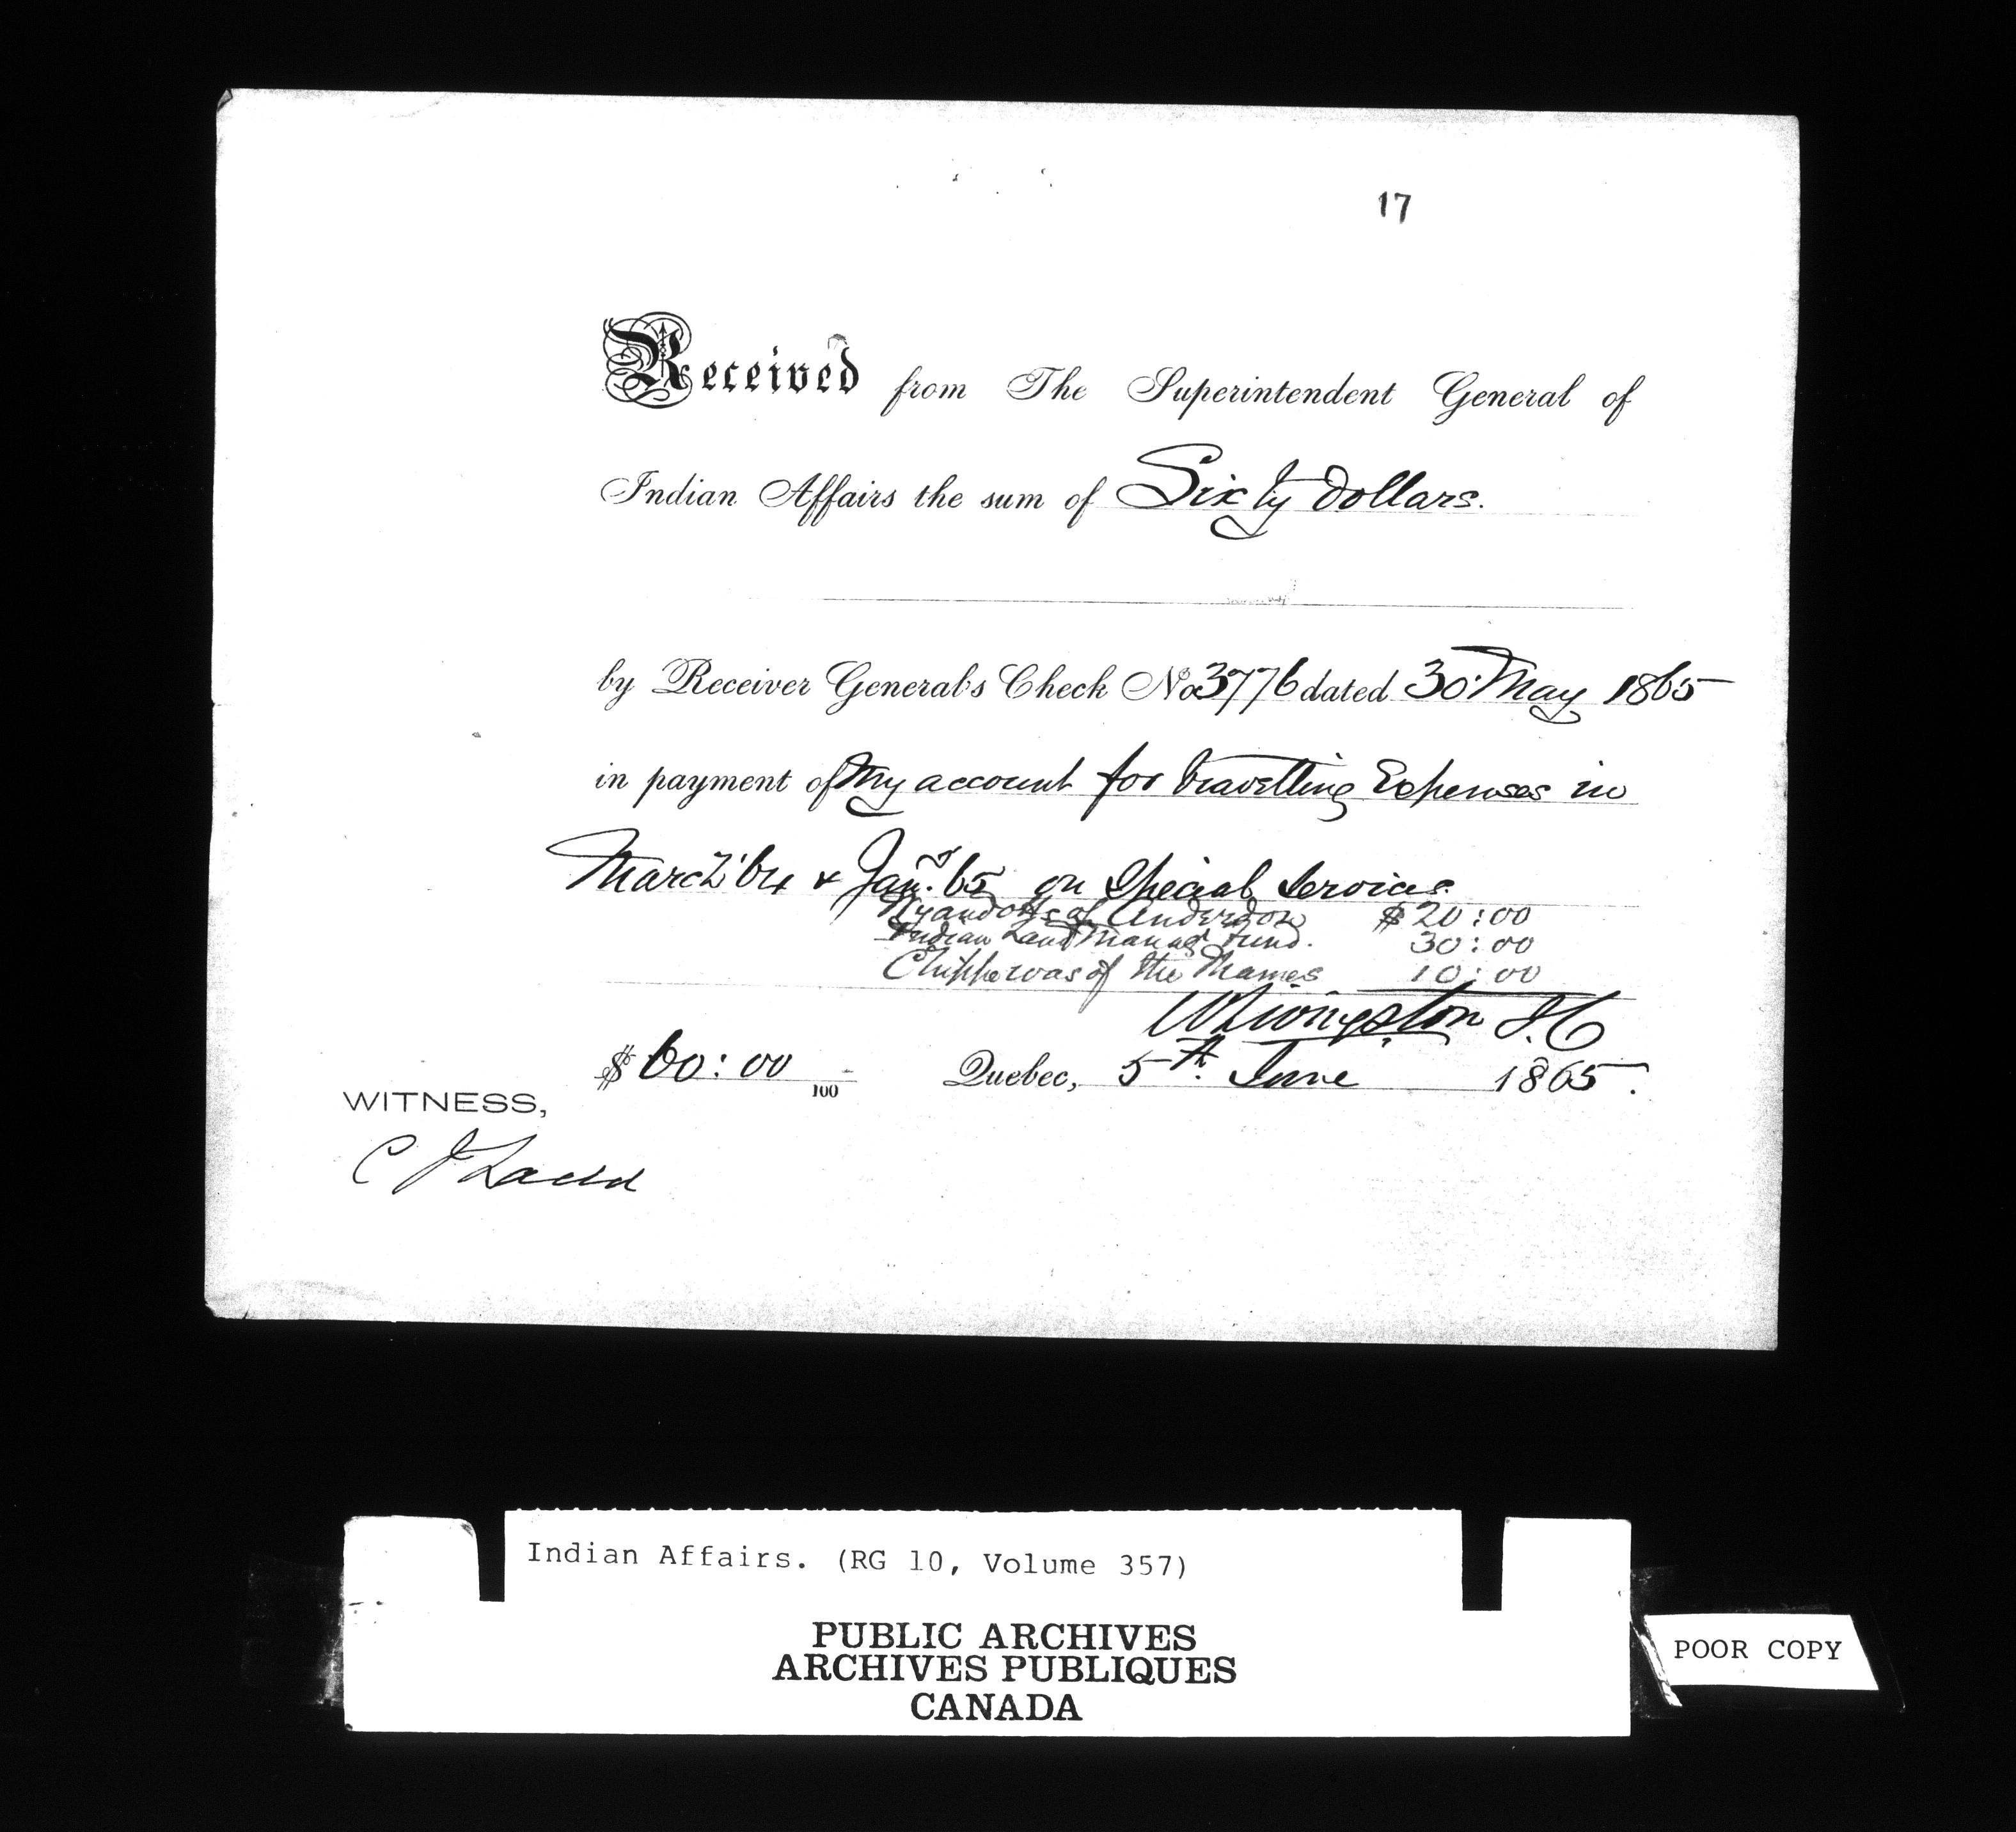 17
Received from The Superintendent General of
Indian Affairs the sum of Sixty dollars.
by Receiver General's Check No 3776 dated 30 May 1865
in payment of My account for travelling Expenses in
March '64 & Jany. 65 on Special Services.
Wyandotts of Anderdon $20:00
Indian Land Manag Fund. 30:00
Chippewas of the Thames 10:00
W Livingston
$60:00 100 Quebec, 5th. June 1865.
WITNESS,
C J Ladd
Indian Affairs. (RG 10, Volume 357)
PUBLIC ARCHIVES
ARCHIVES PUBLIQUES
CANADA
POOR COPY